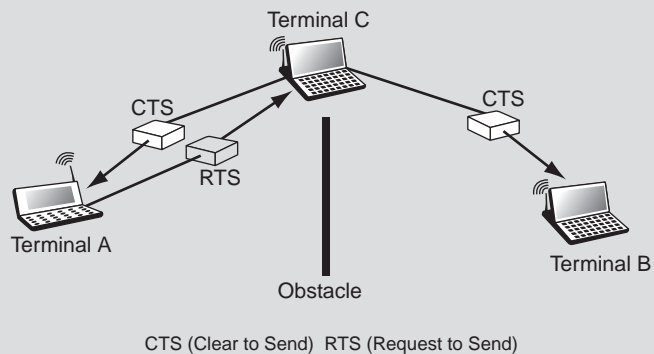 Terminal C
CTS
CTS
RTS
Terminal A
Terminal B
Obstacle
CTS (Clear to Send) RTS (Request to Send)